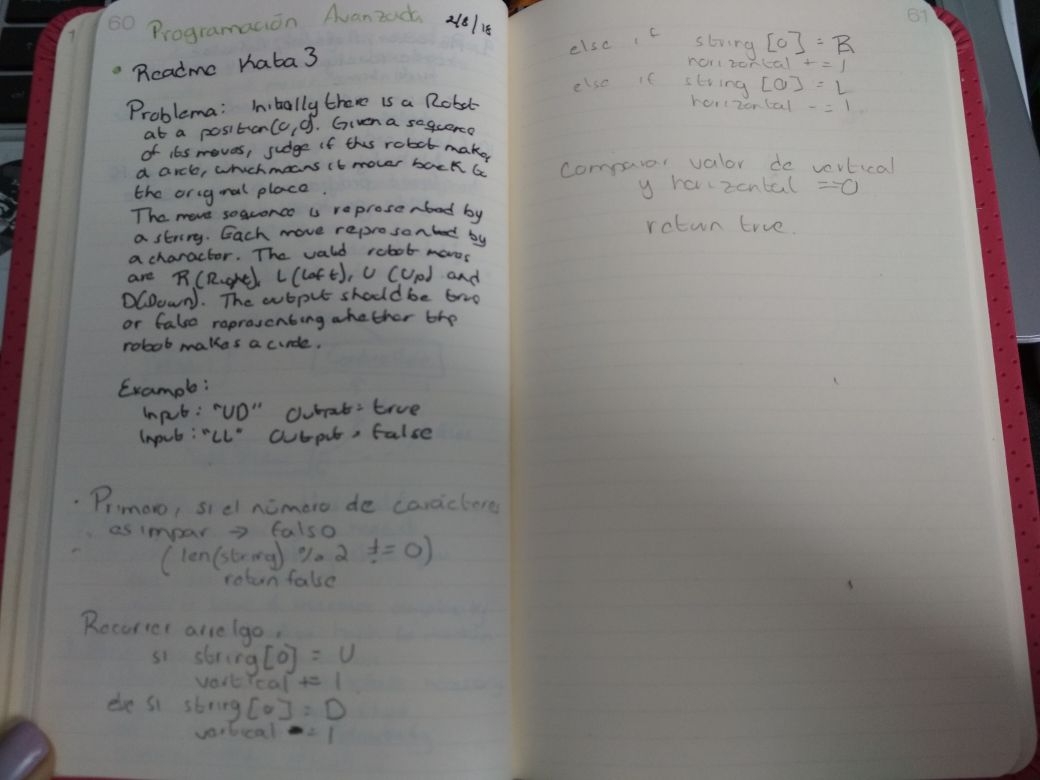 60
Programación Avanzada 2/8/18
• Readme Kata 3
Problema: Initially there is a Robot
at a position (0,0). Given a sequence
of its moves, judge if this robot makes
a circle, which means it moves back to
the original place.
The move sequence is represented by
a string. Each move represented by
a character. The valid robot moves
are R (Right), L (Left), U (Up) and
D (Down). The output should be true
or false representing whether the
robot makes a circle.
Example:
Input: "UD" Output= true
Input: "LL" Output= false
• Primero, si el número de carácteres
es impar → falso
(len(string) % 2 != 0)
return false
Recorrer arrelgo,
si string[0] = U
vertical += 1
else si string[0] = D
vertical -= 1
61
else if string[0] = R
horizontal += 1
else if string[0] = L
horizontal -= 1
Comparar valor de vertical
y horizontal ==0
return true.